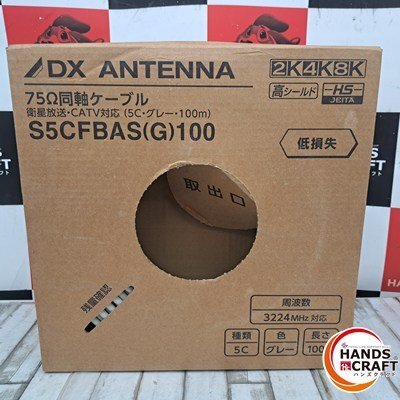 DX ANTENNA
2K4K8K
75Ω同軸ケーブル
衛星放送・CATV対応 (5C・グレー・100m)
高シールド
HS
JEITA
S5CFBAS(G)100
低損失
取出口
残量確認
周波数
3224MHz 対応
種類
色
長さ
5C
グレー
100
HANDS
CRAFT
ハンズクラフト